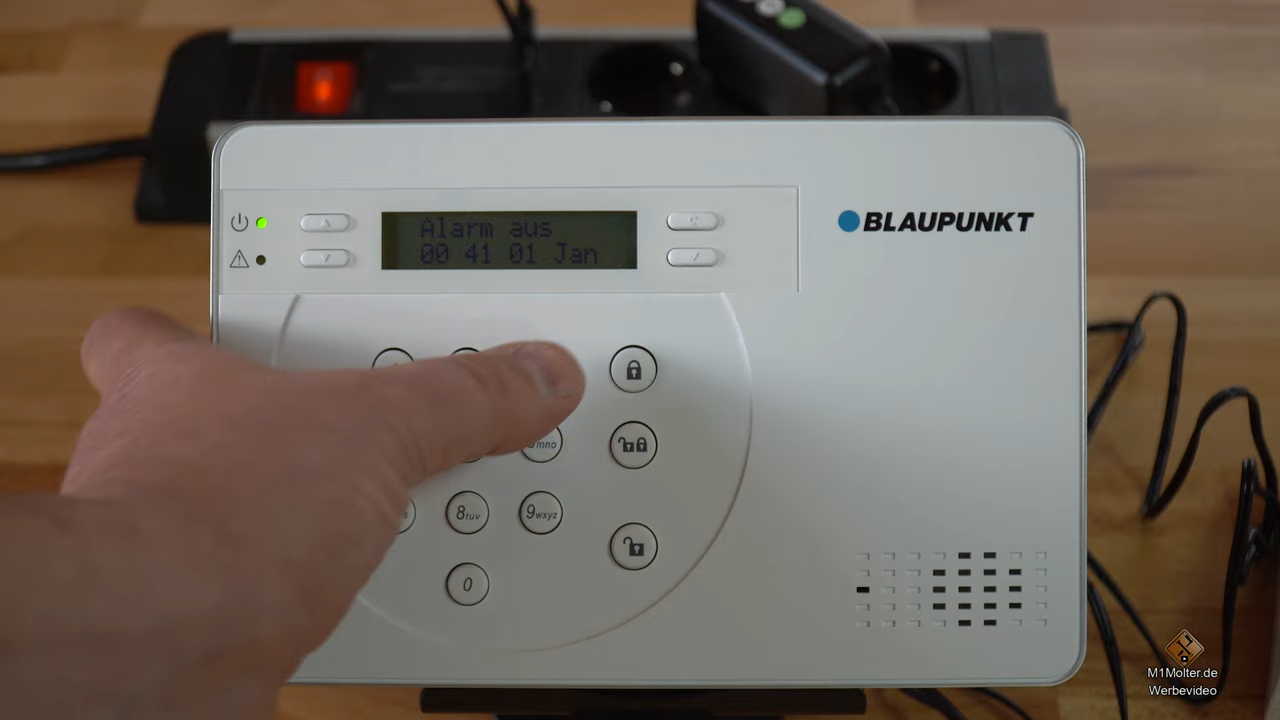 Alarm aus
00 41 01 Jan
BLAUPUNKT
mno
8tuv
9wxyz
0
M1Molter.de
Werbevideo